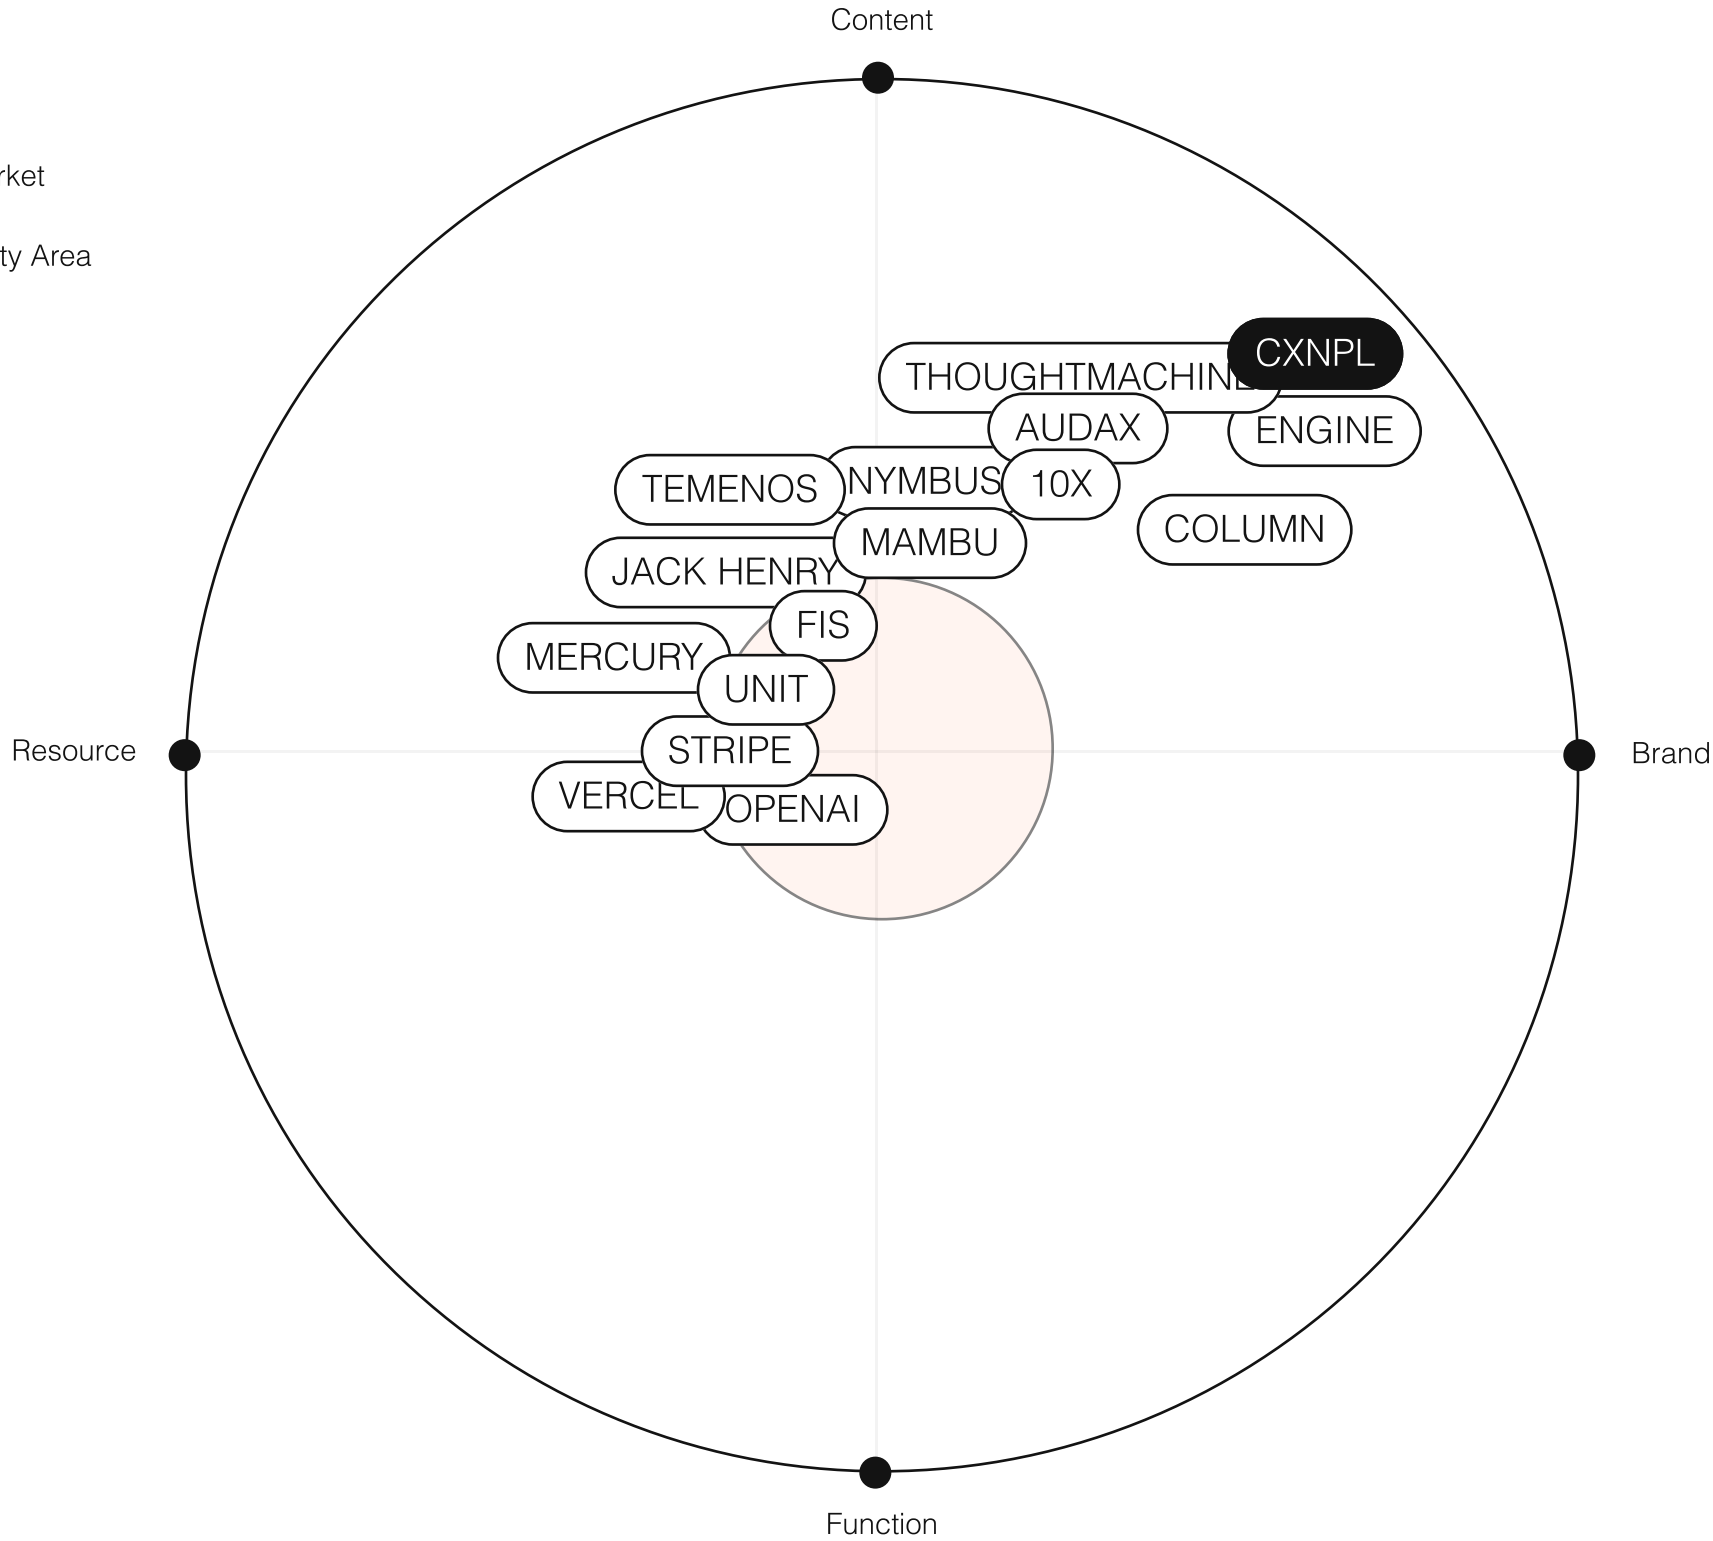 Content
rket
ty Area
THOUGHTMACHINE
CXNPL
AUDAX
ENGINE
TEMENOS
NYMBUS
10X
COLUMN
MAMBU
JACK HENRY
FIS
MERCURY
UNIT
Resource
STRIPE
Brand
VERCEL
OPENAI
Function